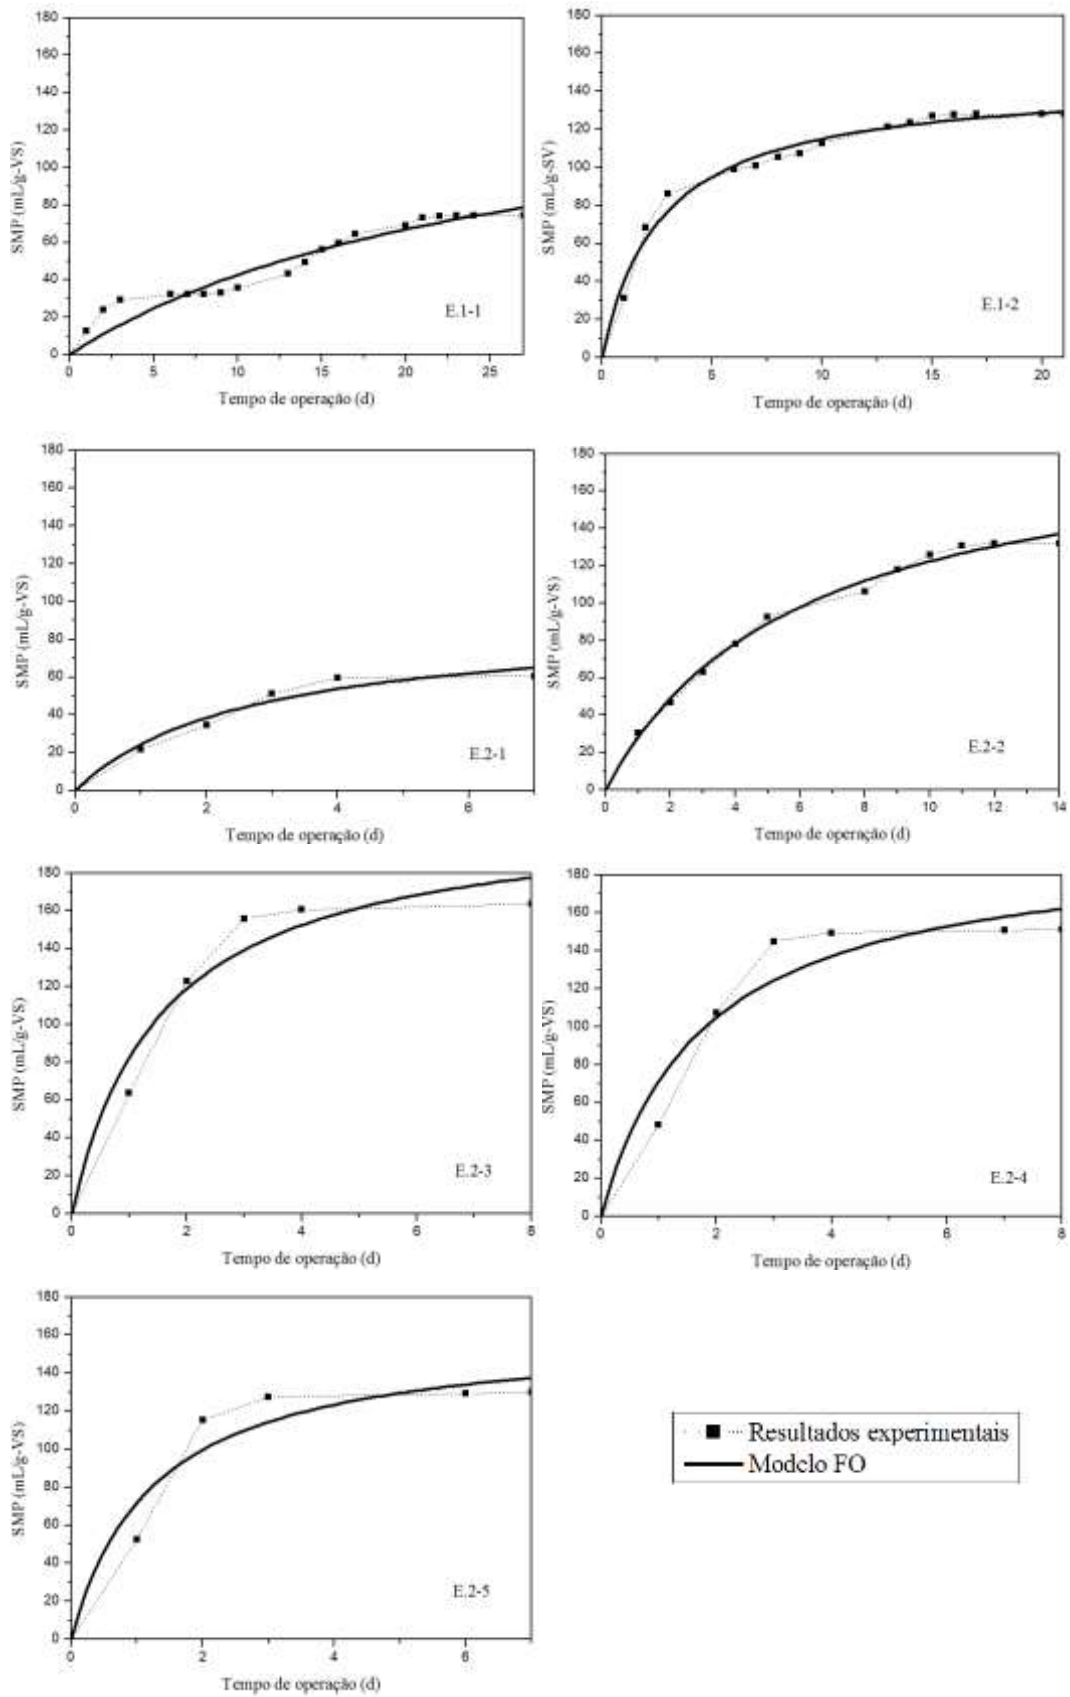 180
160
140
120
100
80
60
40
20
0
SMP (mL/g-VS)
E.1-1
0 5 10 15 20 25
Tempo de operação (d)
180
160
140
120
100
80
60
40
20
0
SMP (mL/g-SV)
E.1-2
0 5 10 15 20
Tempo de operação (d)
180
160
140
120
100
80
60
40
20
0
SMP (mL/g-VS)
E.2-1
0 2 4 6
Tempo de operação (d)
180
160
140
120
100
80
60
40
20
0
SMP (mL/g-VS)
E.2-2
0 2 4 6 8 10 12 14
Tempo de operação (d)
180
160
140
120
100
80
60
40
20
0
SMP (mL/g-VS)
E.2-3
0 2 4 6 8
Tempo de operação (d)
180
160
140
120
100
80
60
40
20
0
SMP (mL/g-VS)
E.2-4
0 2 4 6 8
Tempo de operação (d)
180
160
140
120
100
80
60
40
20
0
SMP (mL/g-VS)
E.2-5
0 2 4 6
Tempo de operação (d)
Resultados experimentais
Modelo FO